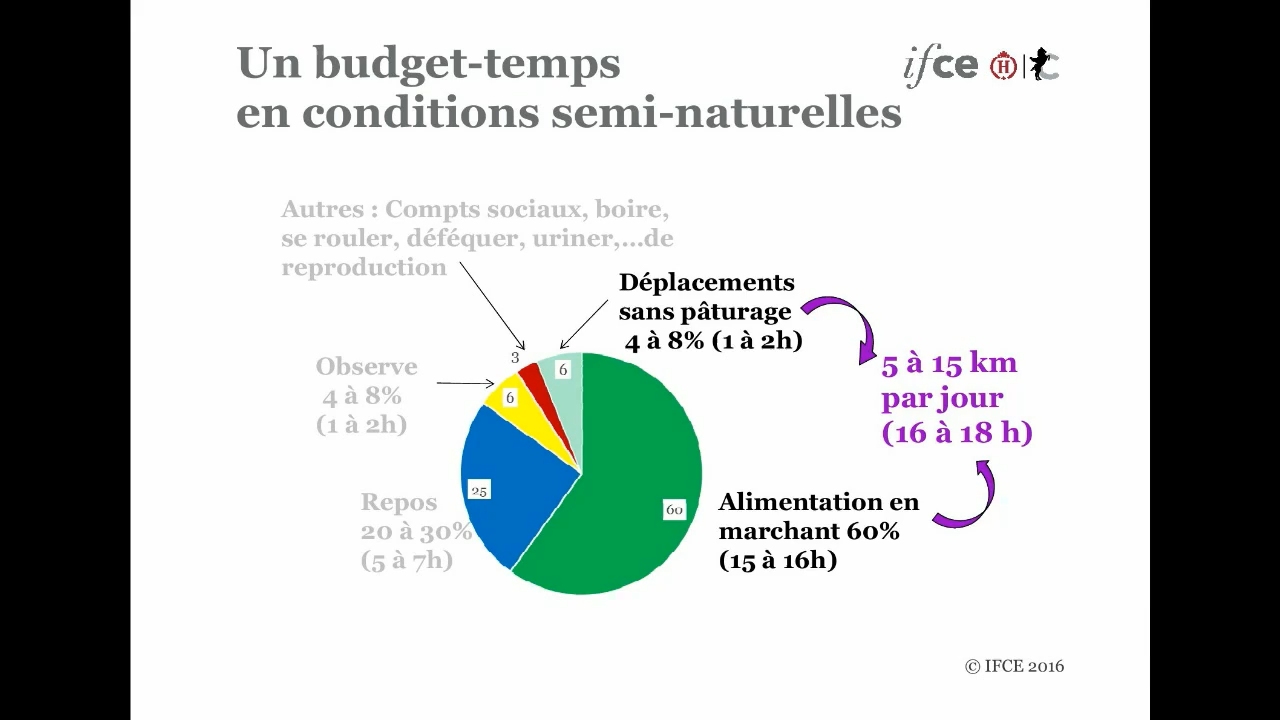 Un budget-temps
en conditions semi-naturelles
ifce
H
Autres : Compts sociaux, boire,
se rouler, déféquer, uriner,...de
reproduction
Déplacements
sans pâturage
4 à 8% (1 à 2h)
Observe
4 à 8%
(1 à 2h)
5 à 15 km
par jour
(16 à 18 h)
3
6
6
25
60
Repos
20 à 30%
(5 à 7h)
Alimentation en
marchant 60%
(15 à 16h)
© IFCE 2016